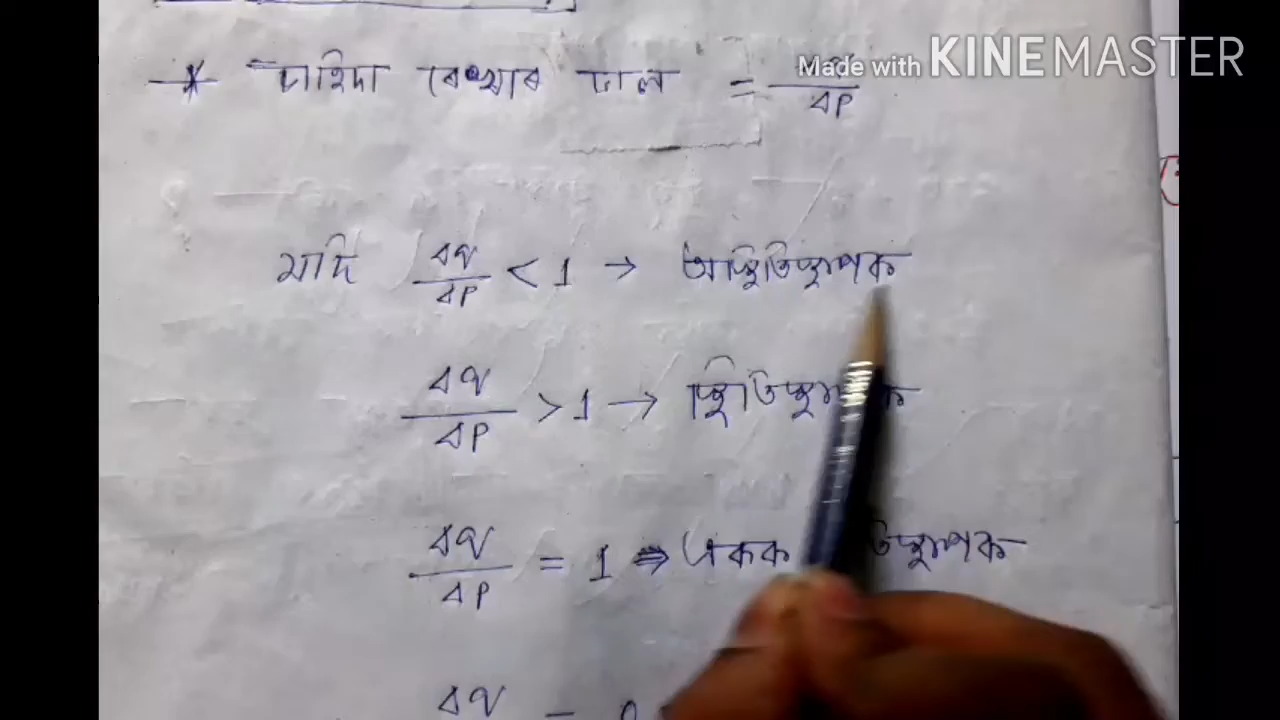 Made with KINEMASTER
* চাহিদা ৰেখাৰ ঢাল = ΔP
যদি Δq/ΔP < 1 → অস্থিতিস্থাপক
Δq/ΔP > 1 → স্থিতিস্থাপক
Δq/ΔP = 1 ⇒ একক
Δq =